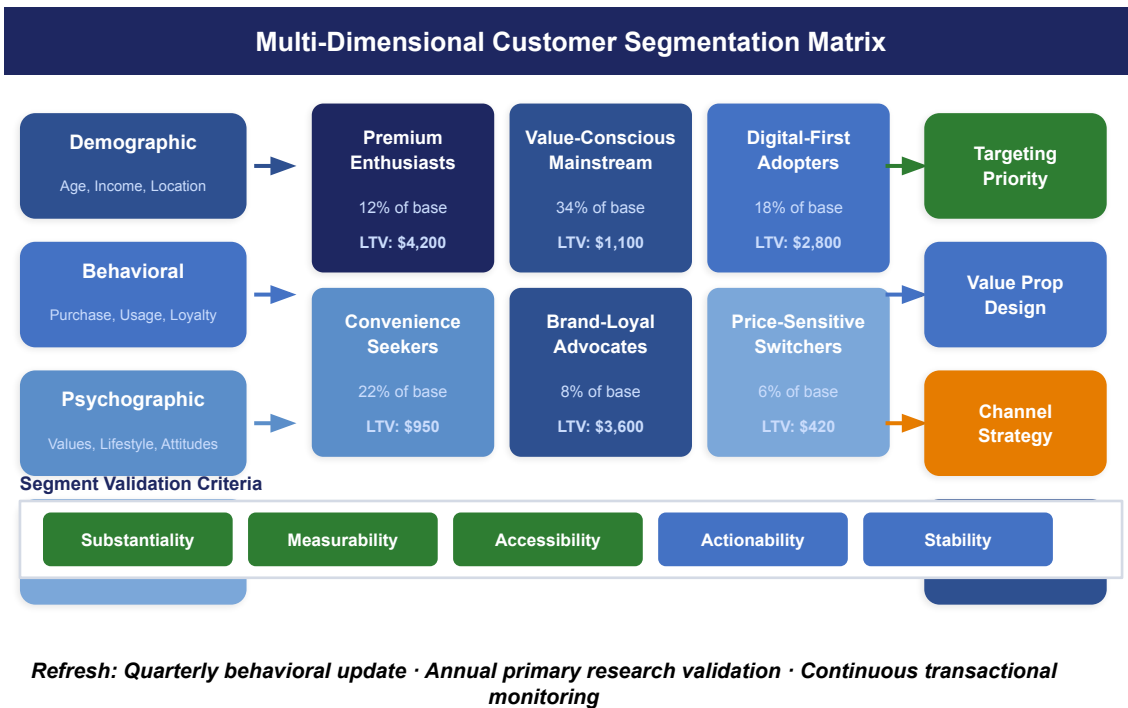 Multi-Dimensional Customer Segmentation Matrix
Demographic
Age, Income, Location
Behavioral
Purchase, Usage, Loyalty
Psychographic
Values, Lifestyle, Attitudes
Premium
Enthusiasts
12% of base
LTV: $4,200
Value-Conscious
Mainstream
34% of base
LTV: $1,100
Digital-First
Adopters
18% of base
LTV: $2,800
Convenience
Seekers
22% of base
LTV: $950
Brand-Loyal
Advocates
8% of base
LTV: $3,600
Price-Sensitive
Switchers
6% of base
LTV: $420
Targeting
Priority
Value Prop
Design
Channel
Strategy
Segment Validation Criteria
Substantiality
Measurability
Accessibility
Actionability
Stability
Refresh: Quarterly behavioral update · Annual primary research validation · Continuous transactional
monitoring